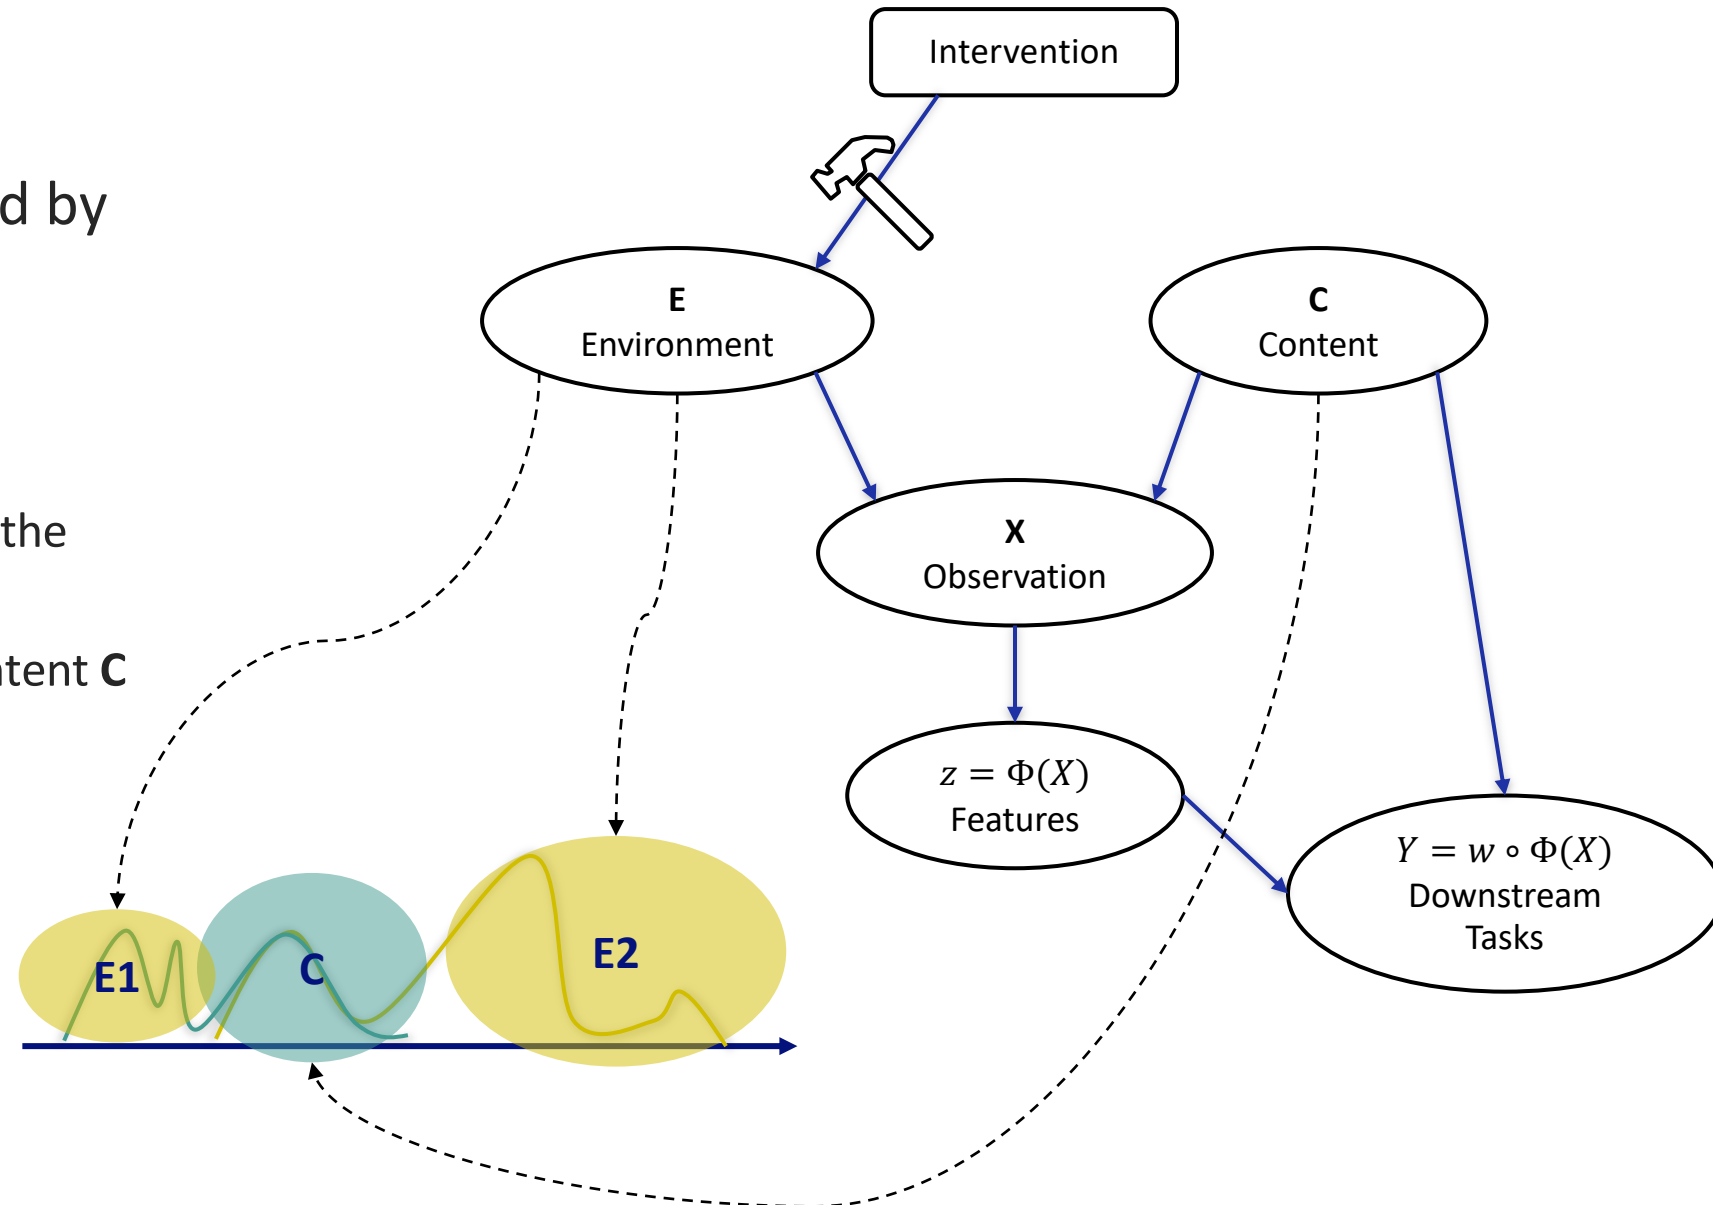 Intervention
d by
E
Environment
C
Content
the
X
Observation
ntent C
z = Φ(X)
Features
Y = w ∘ Φ(X)
Downstream
Tasks
E1
C
E2